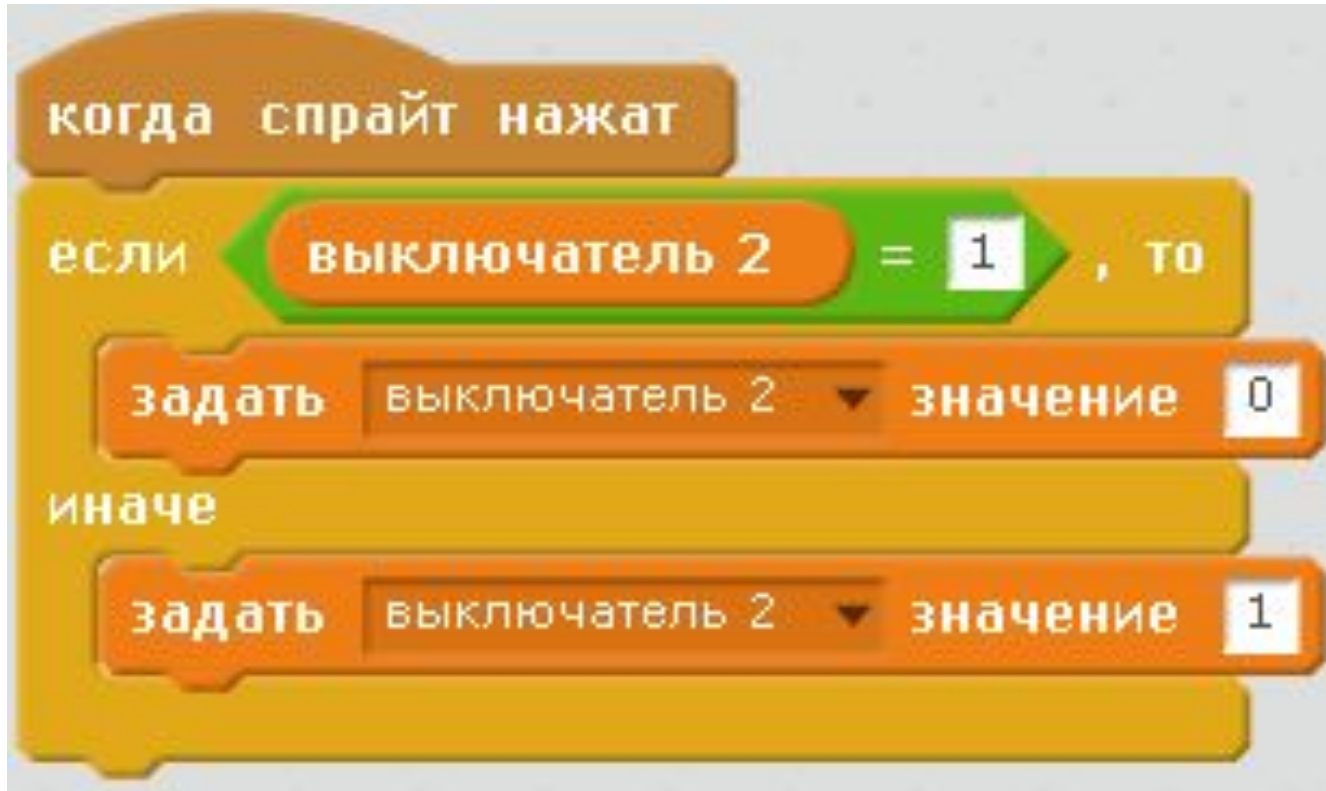 когда спрайт нажат
если выключатель 2 = 1 , то
задать выключатель 2 значение 0
иначе
задать выключатель 2 значение 1